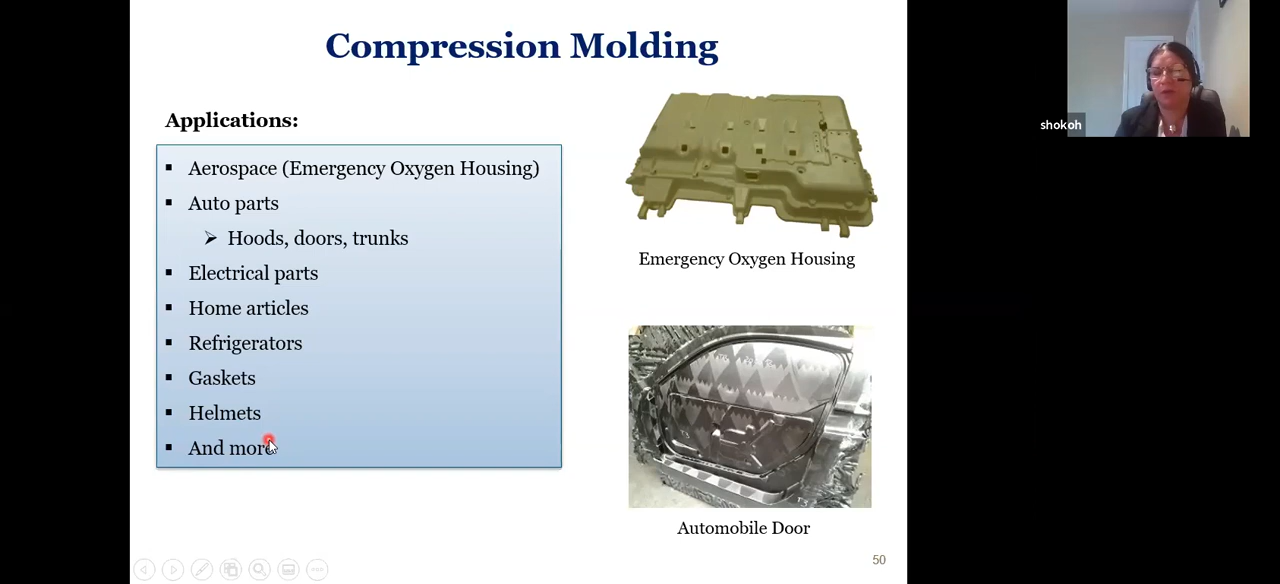 Compression Molding
shokoh
Applications:
▪ Aerospace (Emergency Oxygen Housing)
▪ Auto parts
➢ Hoods, doors, trunks
▪ Electrical parts
▪ Home articles
▪ Refrigerators
▪ Gaskets
▪ Helmets
▪ And more
Emergency Oxygen Housing
Automobile Door
50